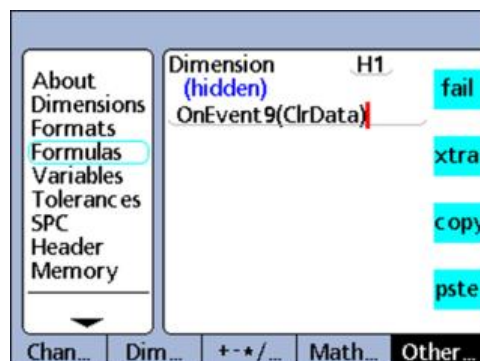 About
Dimensions
Formats
Formulas
Variables
Tolerances
SPC
Header
Memory
Dimension H1
(hidden)
OnEvent9(ClrData)
fail
xtra
copy
pste
Chan... Dim... +-*/... Math... Other...